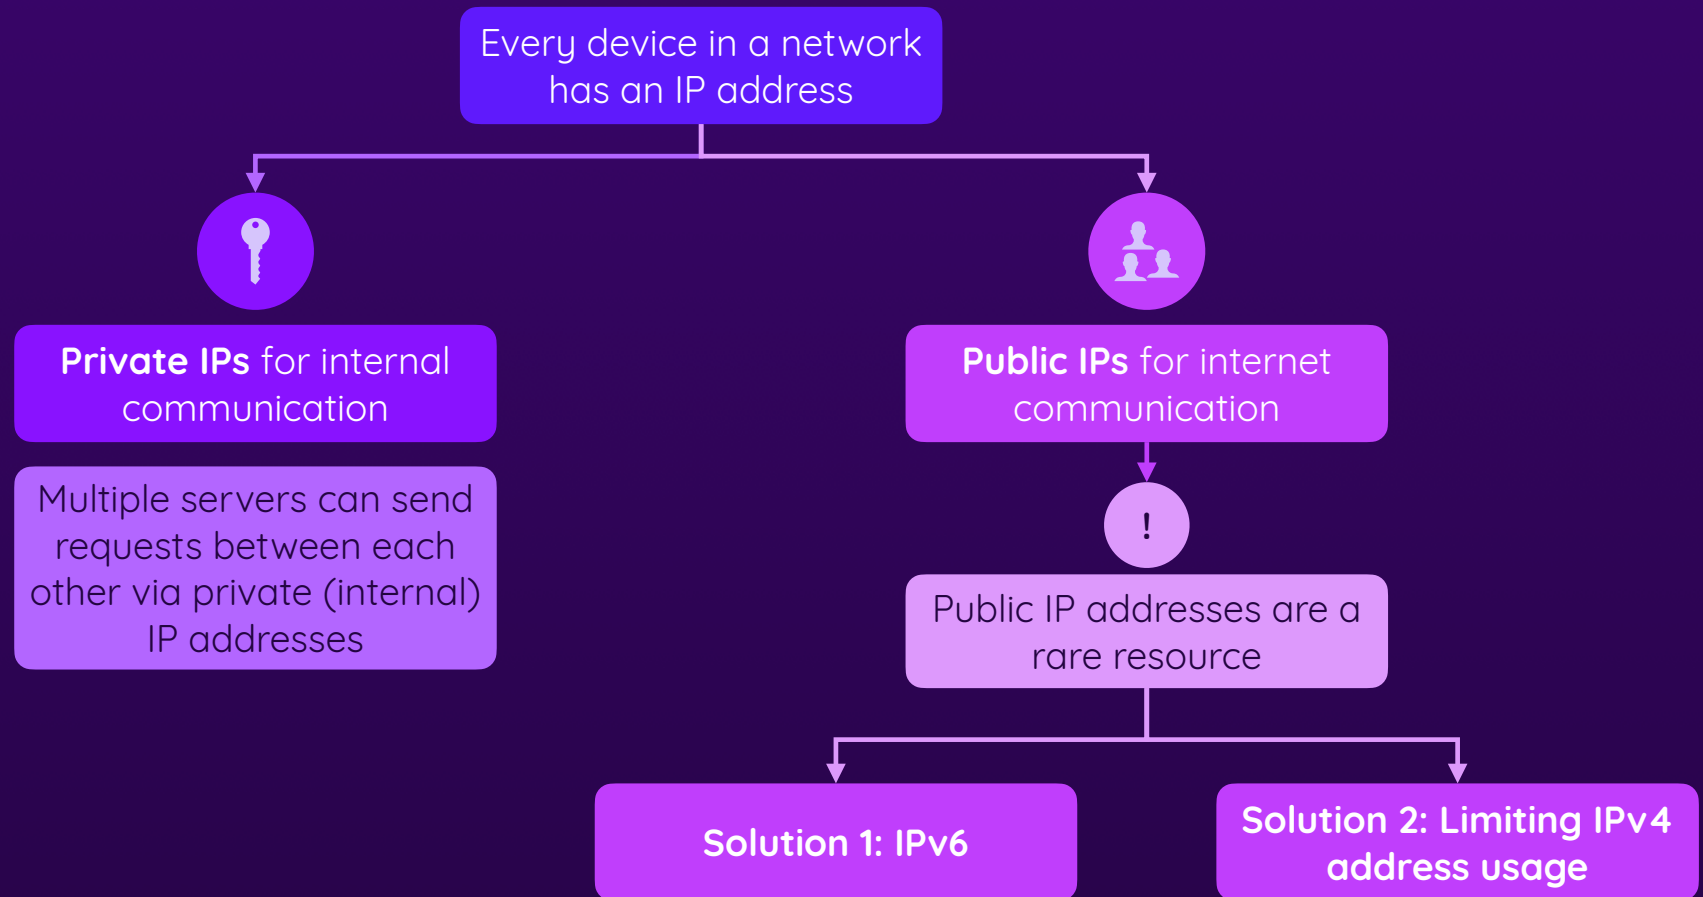 Every device in a network
has an IP address
Private IPs for internal
communication
Multiple servers can send
requests between each
other via private (internal)
IP addresses
Public IPs for internet
communication
!
Public IP addresses are a
rare resource
Solution 1: IPv6
Solution 2: Limiting IPv4
address usage